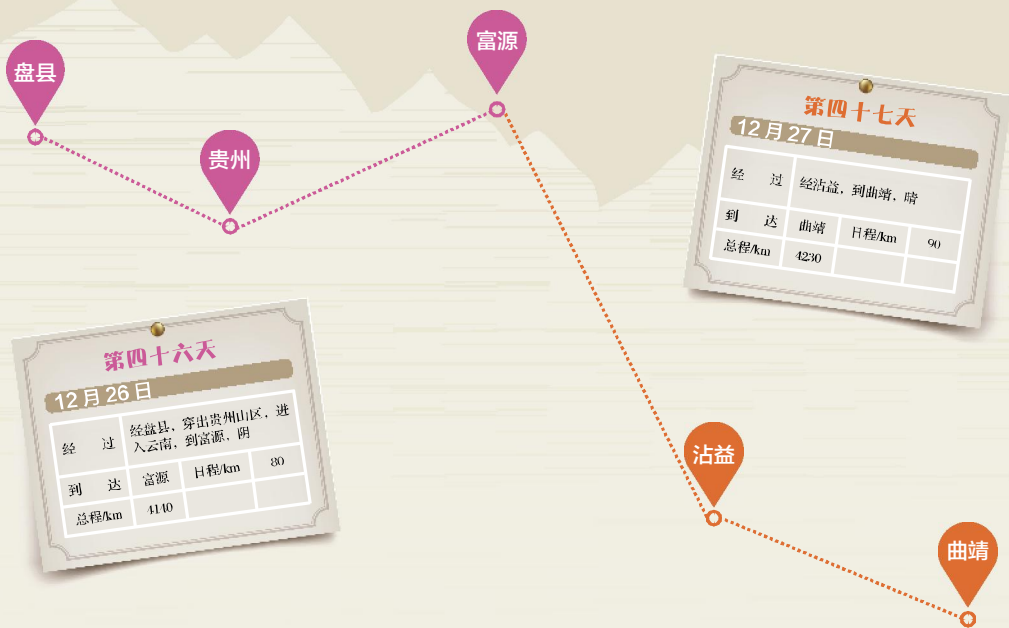 盘县
贵州
富源
第四十七天
12月27日
经 过 经沾益,到曲靖,晴
到 达 曲靖 日程/km 90
总程/km 4230
第四十六天
12月26日
经 过 经盘县,穿出贵州山区,进
入云南,到富源,阴
到 达 富源 日程/km 80
总程/km 4140
沾益
曲靖